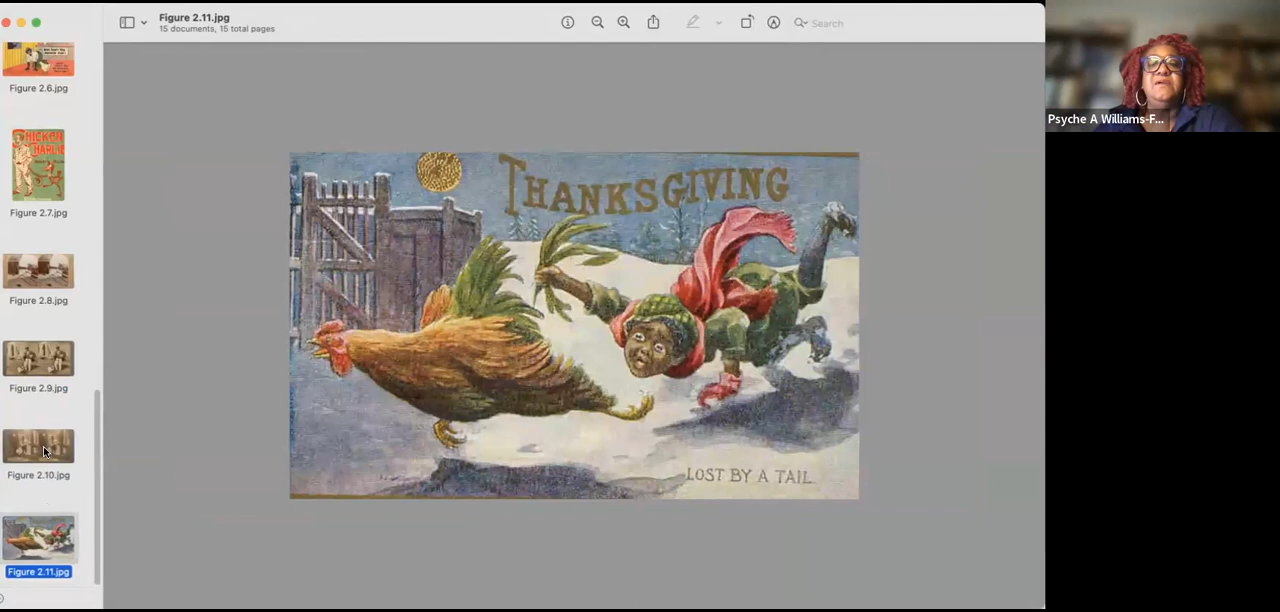 Figure 2.11.jpg
15 documents, 15 total pages
Search
Figure 2.6.jpg
CHICKEN
CHARLIE
Figure 2.7.jpg
Figure 2.8.jpg
Figure 2.9.jpg
Figure 2.10.jpg
Figure 2.11.jpg
THANKSGIVING
LOST BY A TAIL
Psyche A Williams-F...